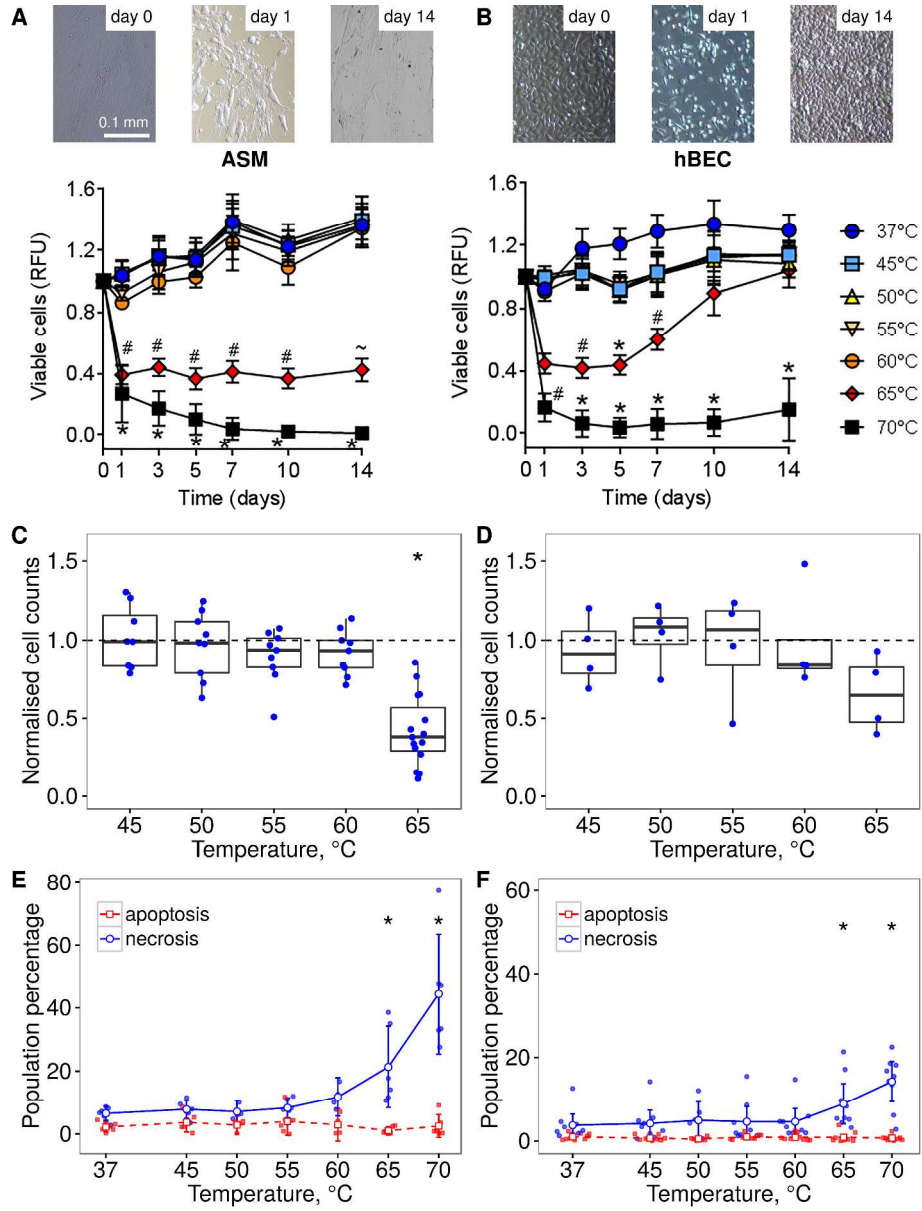 A day 0 day 1 day 14
0.1 mm
ASM
1.6
1.2
0.8
0.4
0.0
Viable cells (RFU)
# # # # # ~
* * * * * *
0 1 3 5 7 10 14
Time (days)
B day 0 day 1 day 14
hBEC
1.6
1.2
0.8
0.4
0.0
Viable cells (RFU)
# * #
# * * * * *
0 1 3 5 7 10 14
Time (days)
37°C
45°C
50°C
55°C
60°C
65°C
70°C
C
1.5
1.0
0.5
0.0
Normalised cell counts
*
45 50 55 60 65
Temperature, °C
D
1.5
1.0
0.5
0.0
Normalised cell counts
45 50 55 60 65
Temperature, °C
E
80
60
40
20
0
Population percentage
apoptosis
necrosis
* *
37 45 50 55 60 65 70
Temperature, °C
F
60
40
20
0
Population percentage
apoptosis
necrosis
* *
37 45 50 55 60 65 70
Temperature, °C